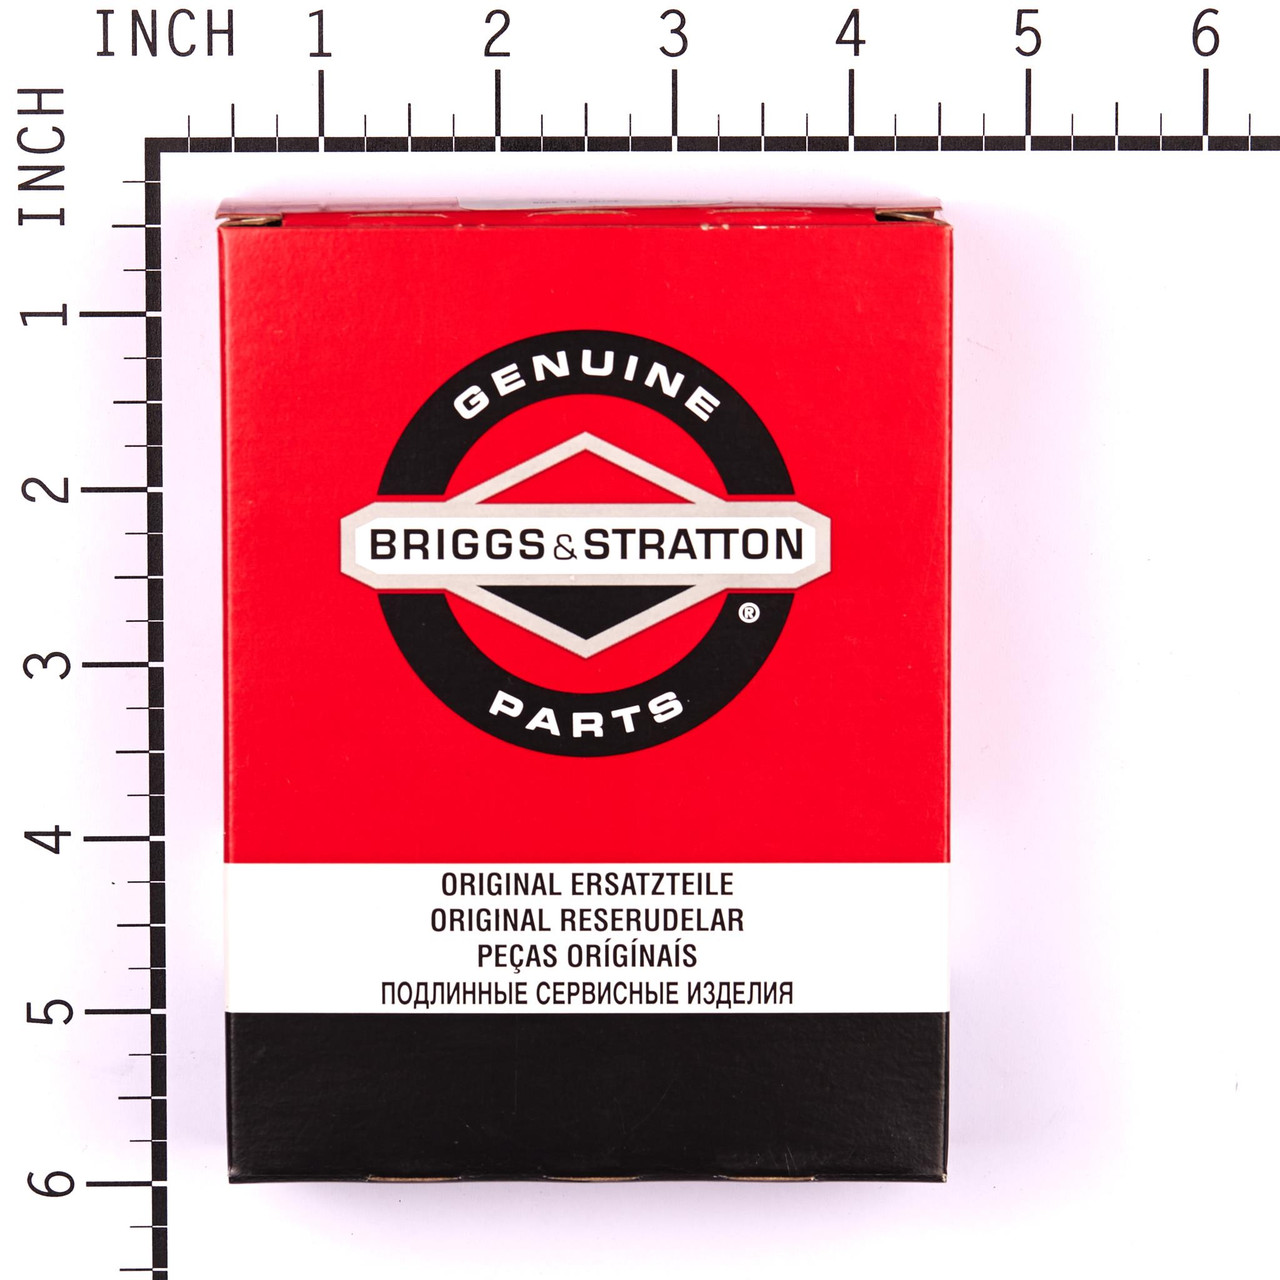 INCH 1 2 3 4 5 6
INCH
1
2
3
4
5
6
GENUINE
BRIGGS & STRATTON
®
PARTS
ORIGINAL ERSATZTEILE
ORIGINAL RESERUDELAR
PEÇAS ORÍGÍNAÍS
ПОДЛИННЫЕ СЕРВИСНЫЕ ИЗДЕЛИЯ